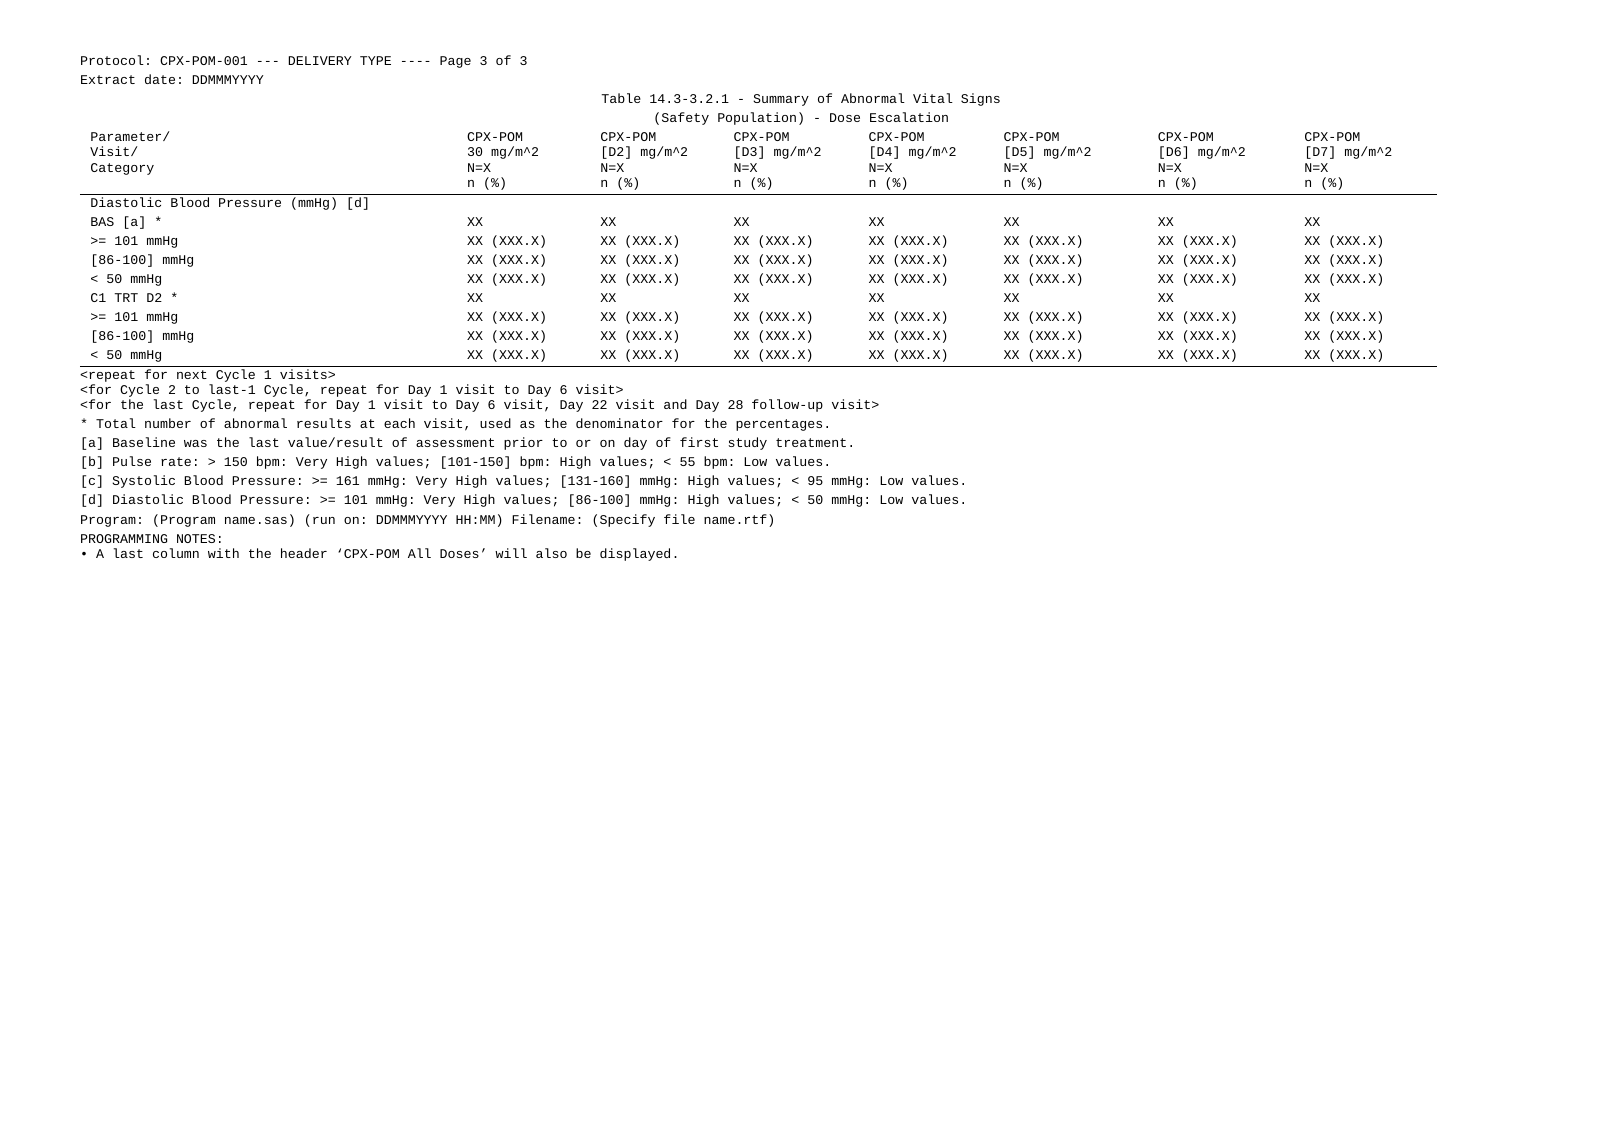 Protocol: CPX-POM-001 --- DELIVERY TYPE ---- Page 3 of 3
Extract date: DDMMMYYYY
Table 14.3-3.2.1 - Summary of Abnormal Vital Signs
(Safety Population) - Dose Escalation
Parameter/ CPX-POM CPX-POM CPX-POM CPX-POM CPX-POM CPX-POM CPX-POM
Visit/ 30 mg/m^2 [D2] mg/m^2 [D3] mg/m^2 [D4] mg/m^2 [D5] mg/m^2 [D6] mg/m^2 [D7] mg/m^2
Category N=X N=X N=X N=X N=X N=X N=X
n (%) n (%) n (%) n (%) n (%) n (%) n (%)
Diastolic Blood Pressure (mmHg) [d]
BAS [a] * XX XX XX XX XX XX XX
>= 101 mmHg XX (XXX.X) XX (XXX.X) XX (XXX.X) XX (XXX.X) XX (XXX.X) XX (XXX.X) XX (XXX.X)
[86-100] mmHg XX (XXX.X) XX (XXX.X) XX (XXX.X) XX (XXX.X) XX (XXX.X) XX (XXX.X) XX (XXX.X)
< 50 mmHg XX (XXX.X) XX (XXX.X) XX (XXX.X) XX (XXX.X) XX (XXX.X) XX (XXX.X) XX (XXX.X)
C1 TRT D2 * XX XX XX XX XX XX XX
>= 101 mmHg XX (XXX.X) XX (XXX.X) XX (XXX.X) XX (XXX.X) XX (XXX.X) XX (XXX.X) XX (XXX.X)
[86-100] mmHg XX (XXX.X) XX (XXX.X) XX (XXX.X) XX (XXX.X) XX (XXX.X) XX (XXX.X) XX (XXX.X)
< 50 mmHg XX (XXX.X) XX (XXX.X) XX (XXX.X) XX (XXX.X) XX (XXX.X) XX (XXX.X) XX (XXX.X)
<repeat for next Cycle 1 visits>
<for Cycle 2 to last-1 Cycle, repeat for Day 1 visit to Day 6 visit>
<for the last Cycle, repeat for Day 1 visit to Day 6 visit, Day 22 visit and Day 28 follow-up visit>
* Total number of abnormal results at each visit, used as the denominator for the percentages.
[a] Baseline was the last value/result of assessment prior to or on day of first study treatment.
[b] Pulse rate: > 150 bpm: Very High values; [101-150] bpm: High values; < 55 bpm: Low values.
[c] Systolic Blood Pressure: >= 161 mmHg: Very High values; [131-160] mmHg: High values; < 95 mmHg: Low values.
[d] Diastolic Blood Pressure: >= 101 mmHg: Very High values; [86-100] mmHg: High values; < 50 mmHg: Low values.
Program: (Program name.sas) (run on: DDMMMYYYY HH:MM) Filename: (Specify file name.rtf)
PROGRAMMING NOTES:
• A last column with the header ‘CPX-POM All Doses’ will also be displayed.